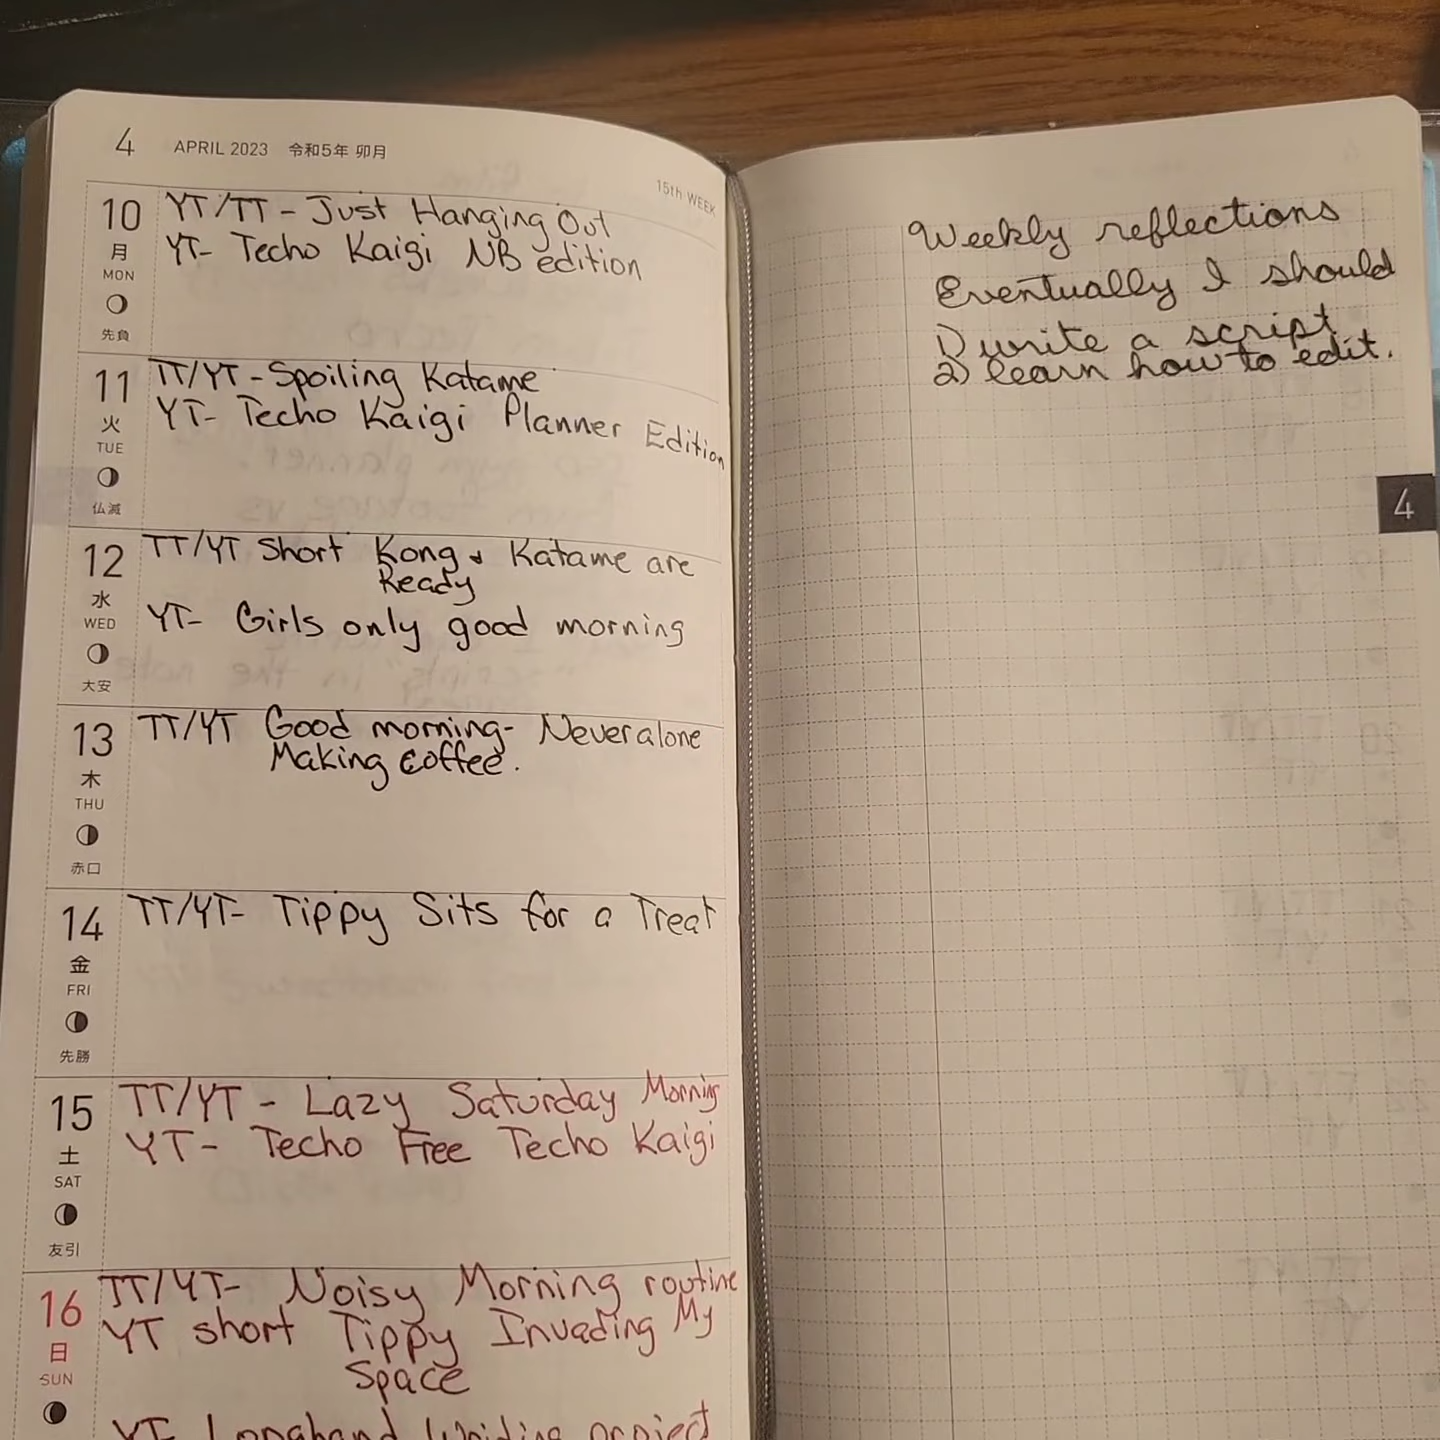 4 APRIL 2023 令和5年 卯月
15th WEEK
10 YT/TT - Just Hanging Out
月 YT- Techo Kaigi NB edition
MON
先負
11 TT/YT - Spoiling Katame
火 YT- Techo Kaigi Planner Edition
TUE
仏滅
12 TT/YT Short Kong & Katame are
Ready
水 YT- Girls only good morning
WED
大安
13 TT/YT Good morning- Never alone
Making coffee.
木
THU
赤口
14 TT/YT- Tippy Sits for a Treat
金
FRI
先勝
15 TT/YT - Lazy Saturday Morning
土 YT- Techo Free Techo Kaigi
SAT
友引
16 TT/YT- Noisy Morning routine
YT short Tippy Invading My
日 Space
SUN
YT Longhand Writing project
Weekly reflections
Eventually I should
1) write a script
2) learn how to edit.
4